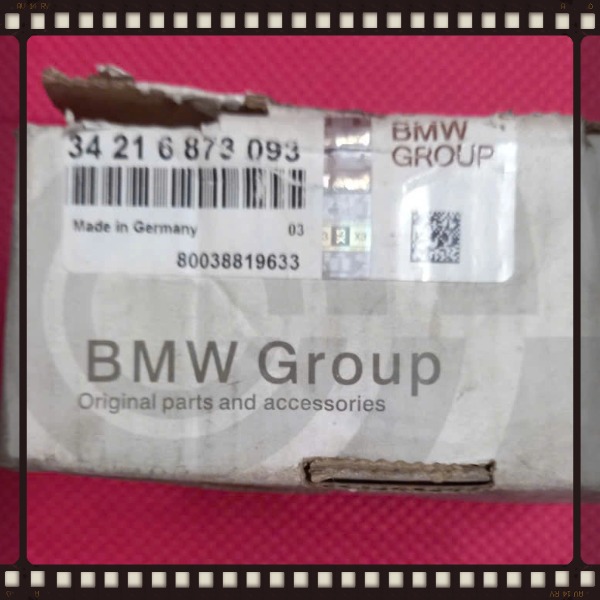 34 21 6 873 093
BMW
GROUP
Made in Germany 03
80038819633
BMW Group
Original parts and accessories